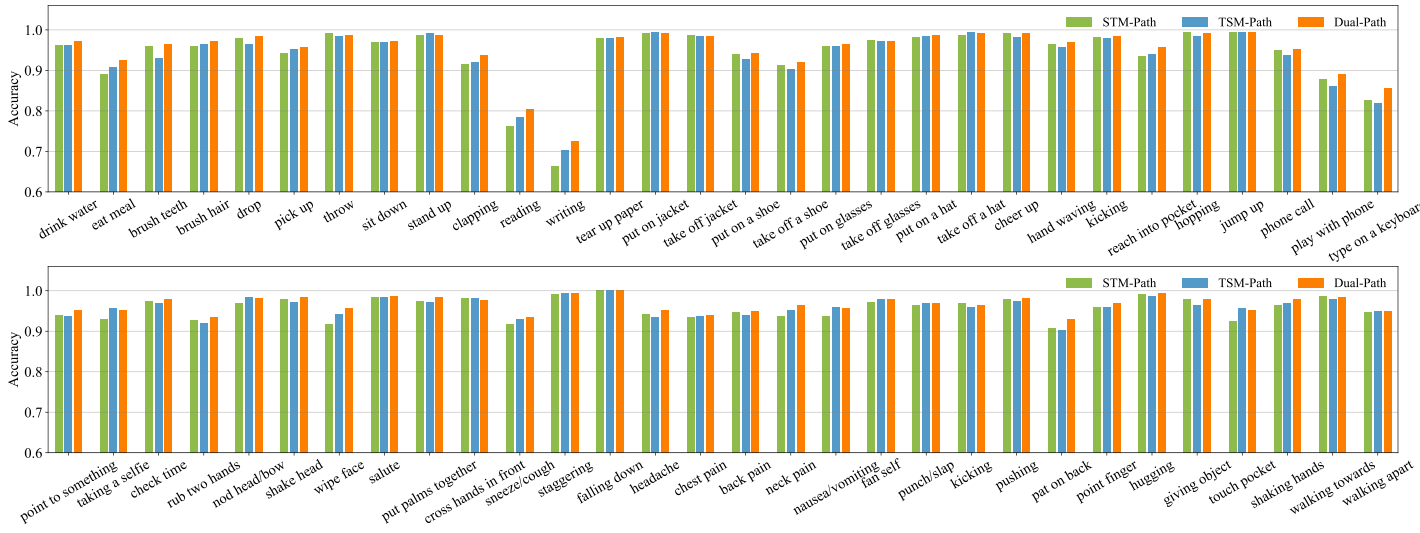 STM-Path TSM-Path Dual-Path
Accuracy
1.0
0.9
0.8
0.7
0.6
drink water
eat meal
brush teeth
brush hair
drop
pick up
throw
sit down
stand up
clapping
reading
writing
tear up paper
put on jacket
take off jacket
put on a shoe
take off a shoe
put on glasses
take off glasses
put on a hat
take off a hat
cheer up
hand waving
kicking
reach into pocket
hopping
jump up
phone call
play with phone
type on a keyboar
STM-Path TSM-Path Dual-Path
Accuracy
1.0
0.9
0.8
0.7
0.6
point to something
taking a selfie
check time
rub two hands
nod head/bow
shake head
wipe face
salute
put palms together
cross hands in front
sneeze/cough
staggering
falling down
headache
chest pain
back pain
neck pain
nausea/vomiting
fan self
punch/slap
kicking
pushing
pat on back
point finger
hugging
giving object
touch pocket
shaking hands
walking towards
walking apart